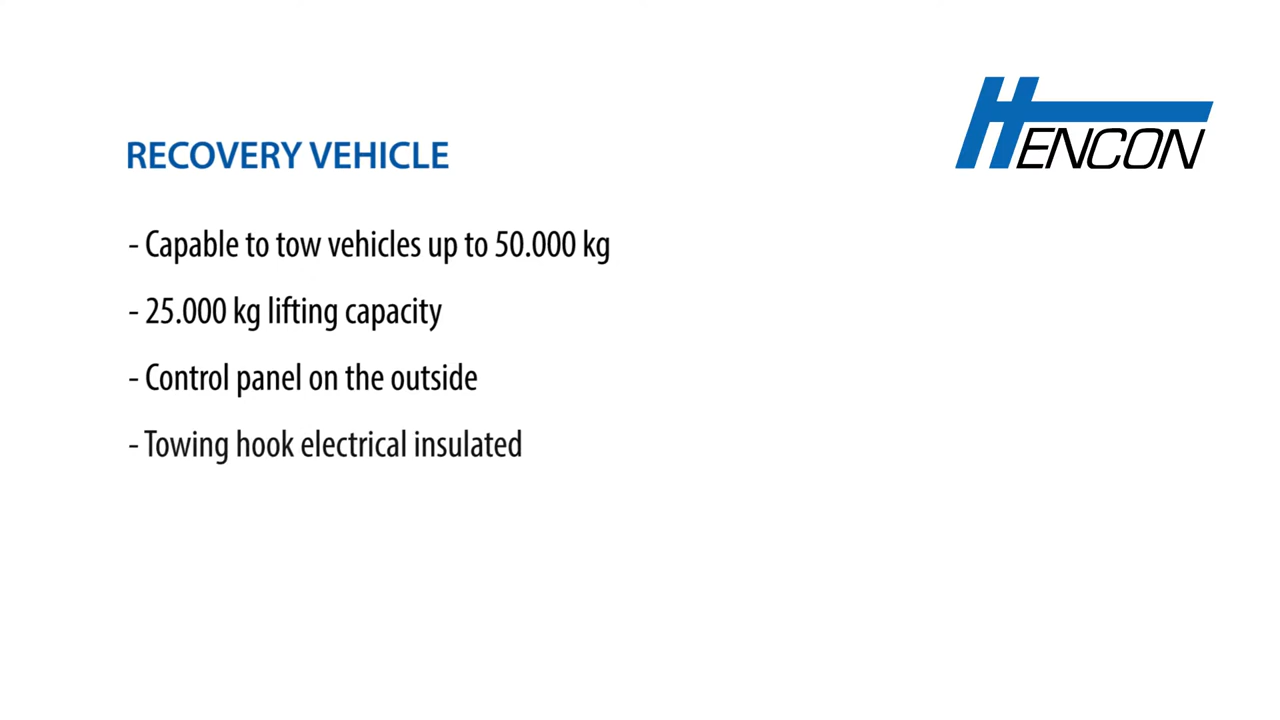 HENCON
RECOVERY VEHICLE
- Capable to tow vehicles up to 50.000 kg
- 25.000 kg lifting capacity
- Control panel on the outside
- Towing hook electrical insulated